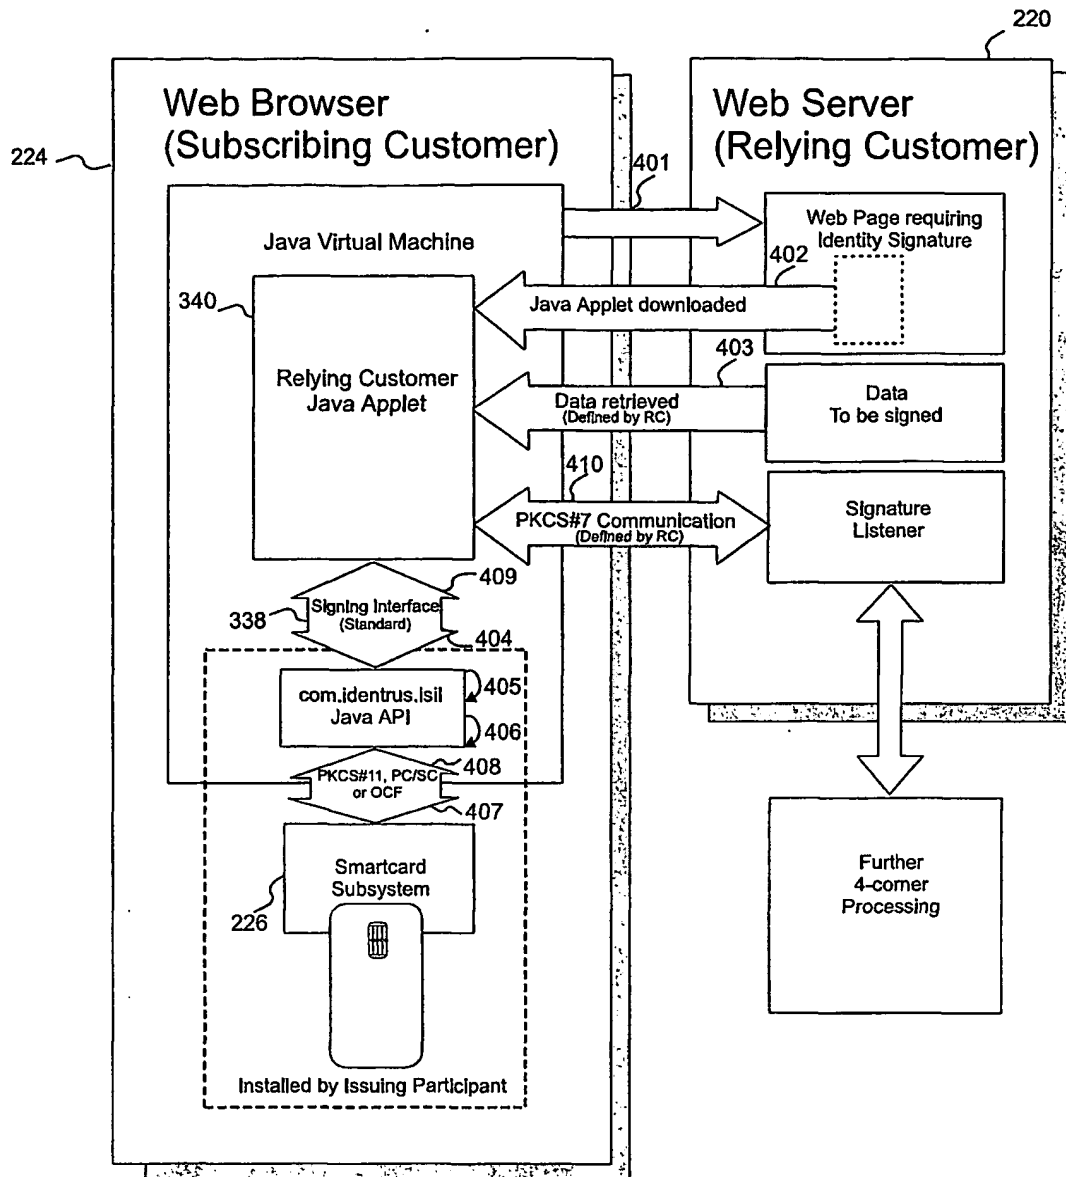 220
Web Browser
(Subscribing Customer)
Web Server
(Relying Customer)
224
401
Web Page requiring
Identity Signature
Java Virtual Machine
402
340
Java Applet downloaded
403
Relying Customer
Java Applet
Data retrieved
(Defined by RC)
Data
To be signed
410
PKCS#7 Communication
(Defined by RC)
Signature
Listener
409
338
Signing Interface
(Standard)
404
com.identrus.lsil
Java API
405
406
408
PKCS#11, PC/SC
or OCF
407
Smartcard
Subsystem
226
Further
4-corner
Processing
Installed by Issuing Participant